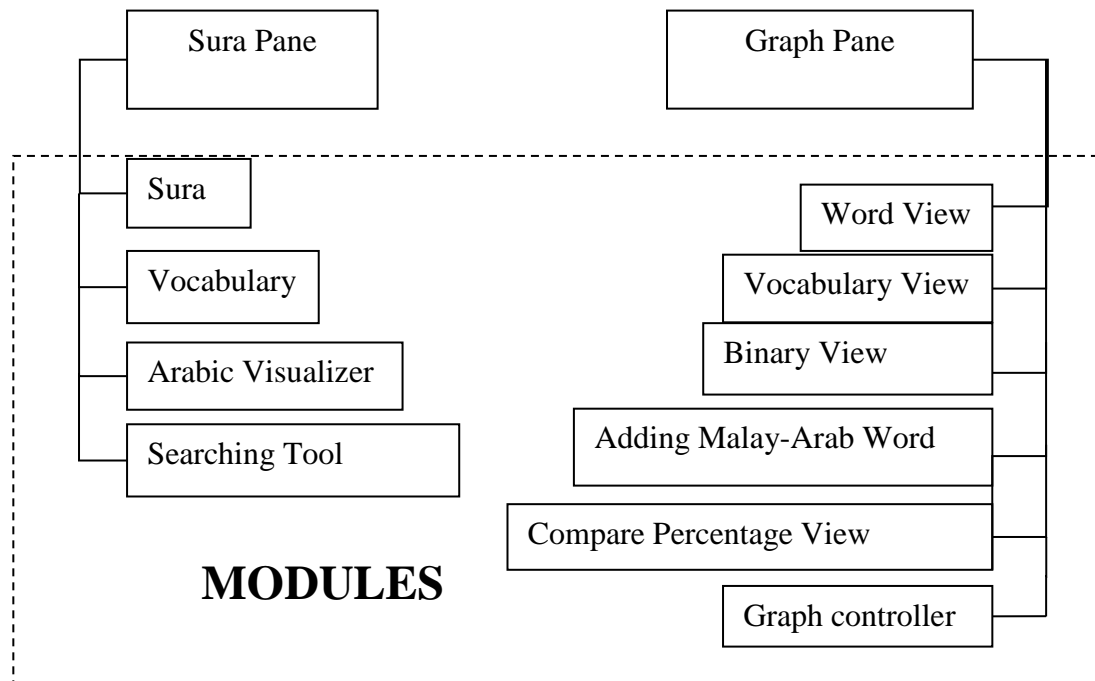 Sura Pane
Graph Pane
Sura
Vocabulary
Arabic Visualizer
Searching Tool
Word View
Vocabulary View
Binary View
Adding Malay-Arab Word
Compare Percentage View
Graph controller
MODULES